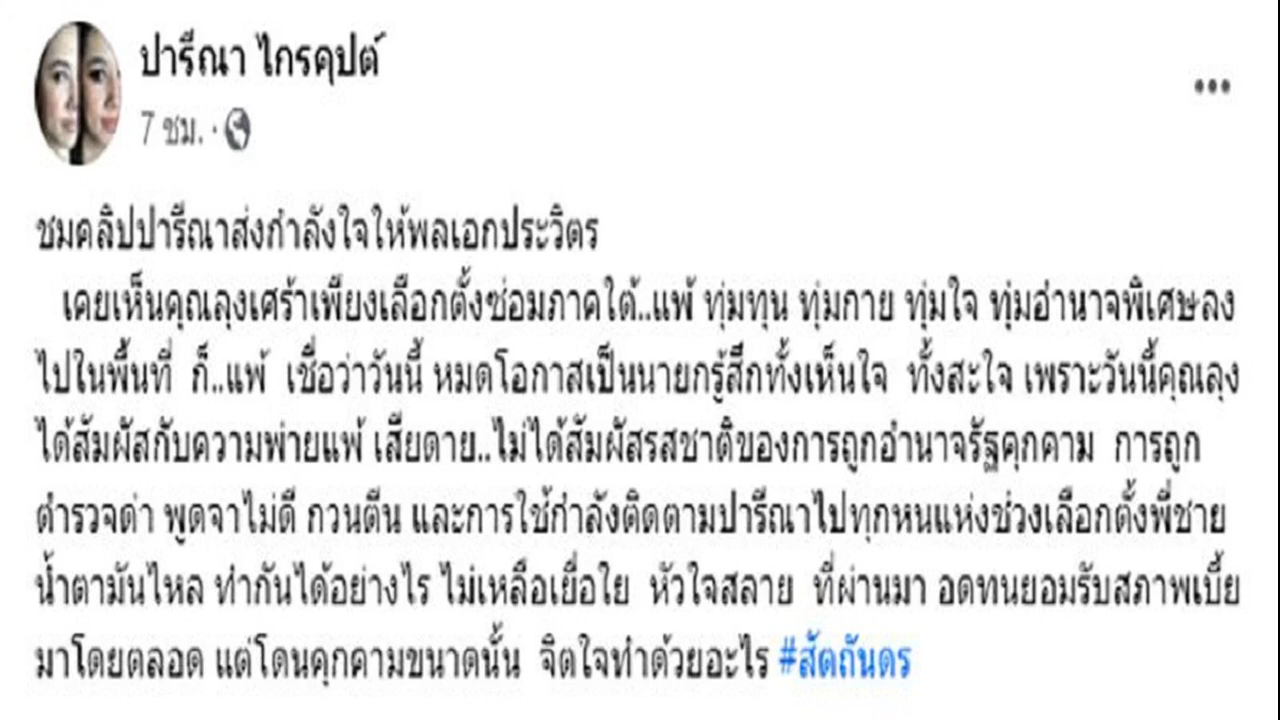 ปารีณา ไกรคุปต์
7 ชม. ·
ชมคลิปปารีณาส่งกำลังใจให้พลเอกประวิตร
เคยเห็นคุณลุงเศร้าเพียงเลือกตั้งซ่อมภาคใต้..แพ้ ทุ่มทุน ทุ่มกาย ทุ่มใจ ทุ่มอำนาจพิเศษลง
ไปในพื้นที่ ก็..แพ้ เชื่อว่าวันนี้ หมดโอกาสเป็นนายกรู้สึกทั้งเห็นใจ ทั้งสะใจ เพราะวันนี้คุณลุง
ได้สัมผัสกับความพ่ายแพ้ เสียดาย..ไม่ได้สัมผัสรสชาติของการถูกอำนาจรัฐคุกคาม การถูก
ตำรวจด่า พูดจาไม่ดี กวนตีน และการใช้กำลังติดตามปารีณาไปทุกหนแห่งช่วงเลือกตั้งพี่ชาย
น้ำตามันไหล ทำกันได้อย่างไร ไม่เหลือเยื่อใย หัวใจสลาย ที่ผ่านมา อดทนยอมรับสภาพเบี้ย
มาโดยตลอด แต่โดนคุกคามขนาดนั้น จิตใจทำด้วยอะไร #สัตถันดร